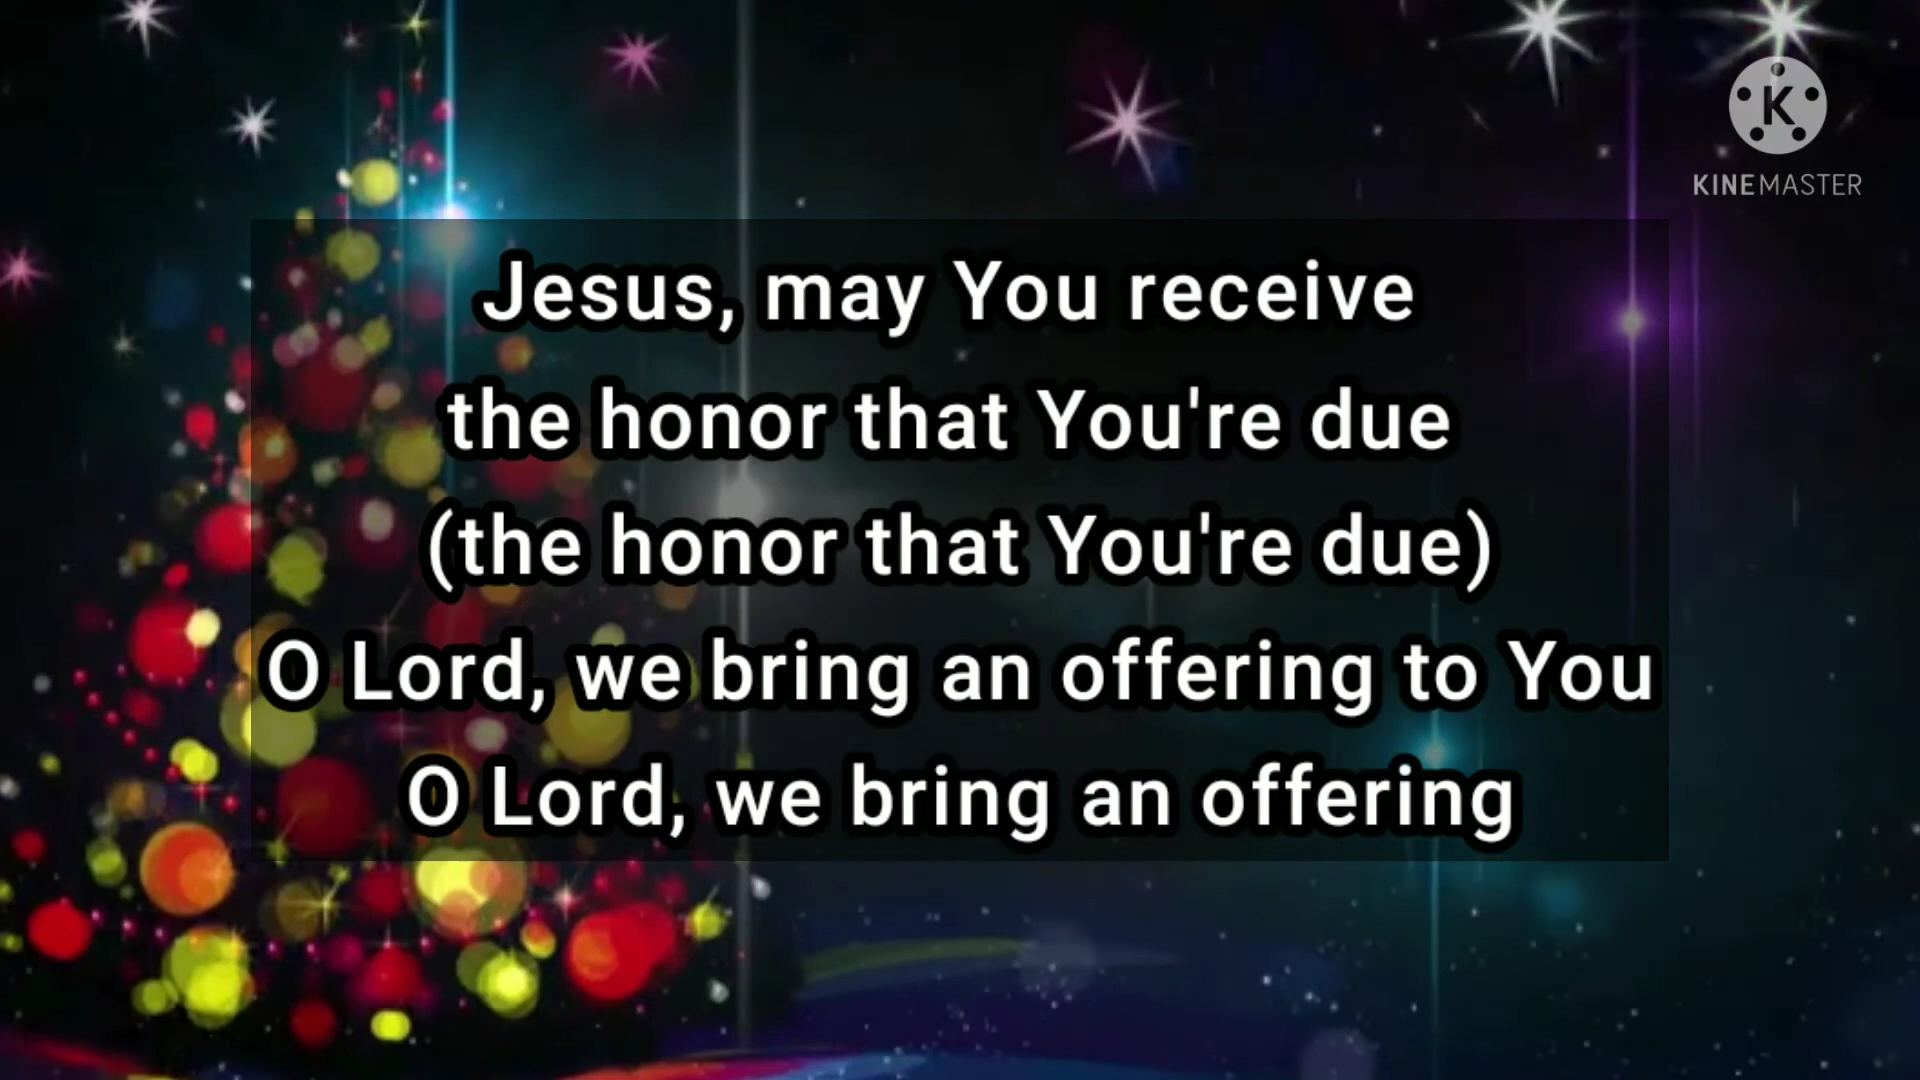 K
KINEMASTER
Jesus, may You receive
the honor that You're due
(the honor that You're due)
O Lord, we bring an offering to You
O Lord, we bring an offering